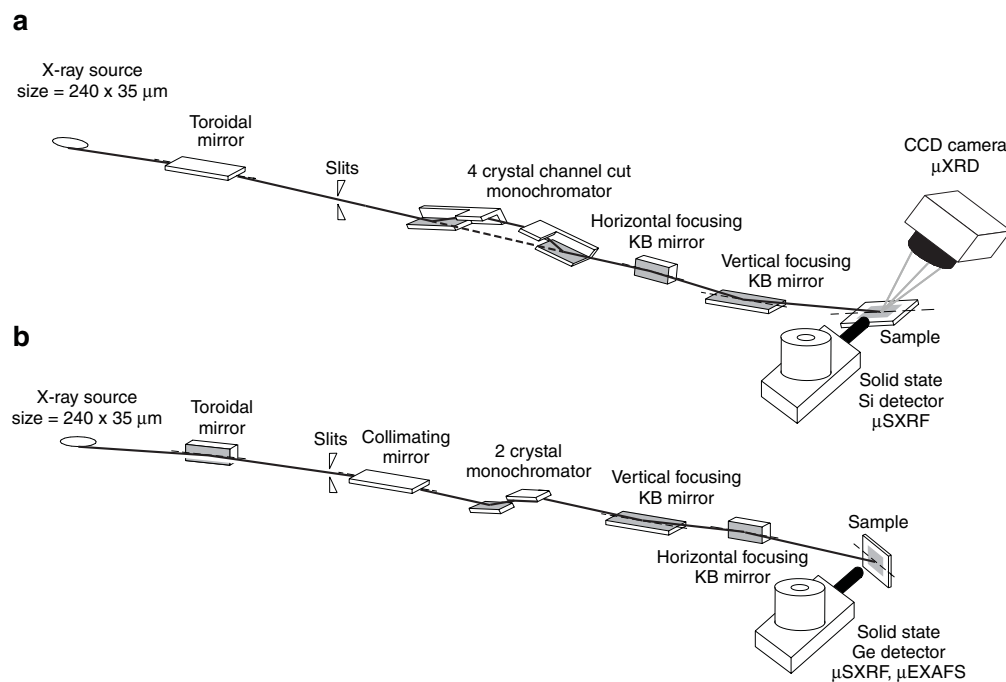 a
X-ray source
size = 240 x 35 μm
Toroidal
mirror
Slits
4 crystal channel cut
monochromator
Horizontal focusing
KB mirror
Vertical focusing
KB mirror
CCD camera
μXRD
Sample
Solid state
Si detector
μSXRF
b
X-ray source
size = 240 x 35 μm
Toroidal
mirror
Slits
Collimating
mirror
2 crystal
monochromator
Vertical focusing
KB mirror
Horizontal focusing
KB mirror
Sample
Solid state
Ge detector
μSXRF, μEXAFS